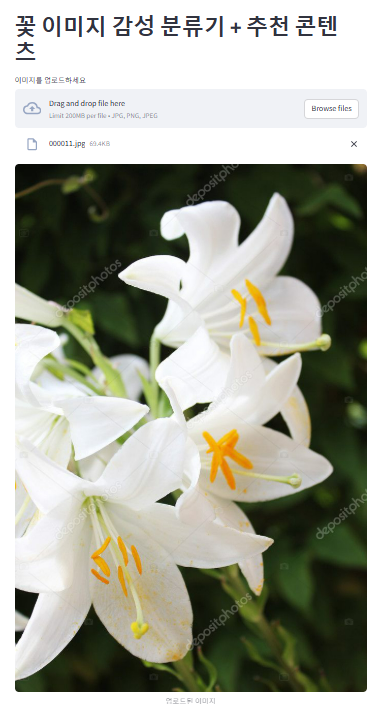 꽃 이미지 감성 분류기 + 추천 콘텐
츠
이미지를 업로드하세요
Drag and drop file here
Limit 200MB per file • JPG, PNG, JPEG
Browse files
000011.jpg 69.4KB
depositphotos
depositphotos
depositphotos
depositphotos
depositphotos
depositphotos
depositphotos
업로드된 이미지